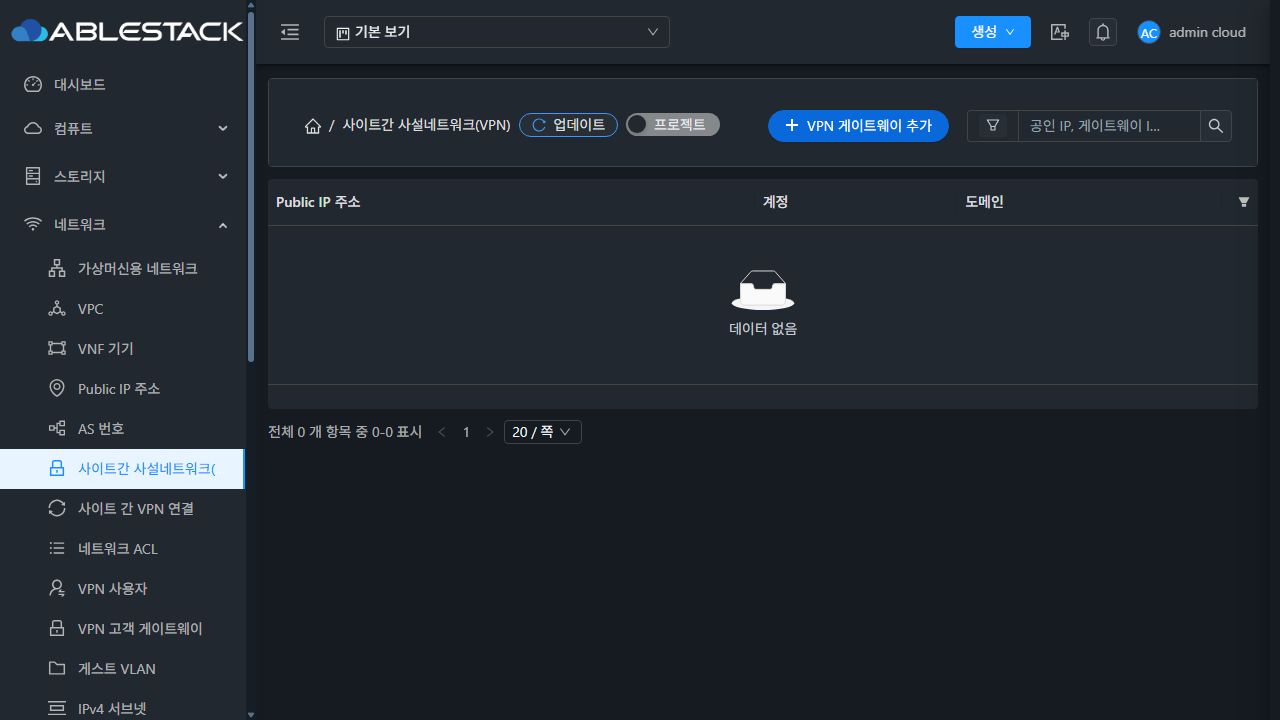 ABLESTACK
기본 보기
생성
AC
admin cloud
대시보드
컴퓨트
스토리지
네트워크
가상머신용 네트워크
VPC
VNF 기기
Public IP 주소
AS 번호
사이트간 사설네트워크(
사이트 간 VPN 연결
네트워크 ACL
VPN 사용자
VPN 고객 게이트웨이
게스트 VLAN
IPv4 서브넷
/ 사이트간 사설네트워크(VPN)
업데이트
프로젝트
+ VPN 게이트웨이 추가
공인 IP, 게이트웨이 I...
Public IP 주소
계정
도메인
데이터 없음
전체 0 개 항목 중 0-0 표시
< 1 >
20 / 쪽